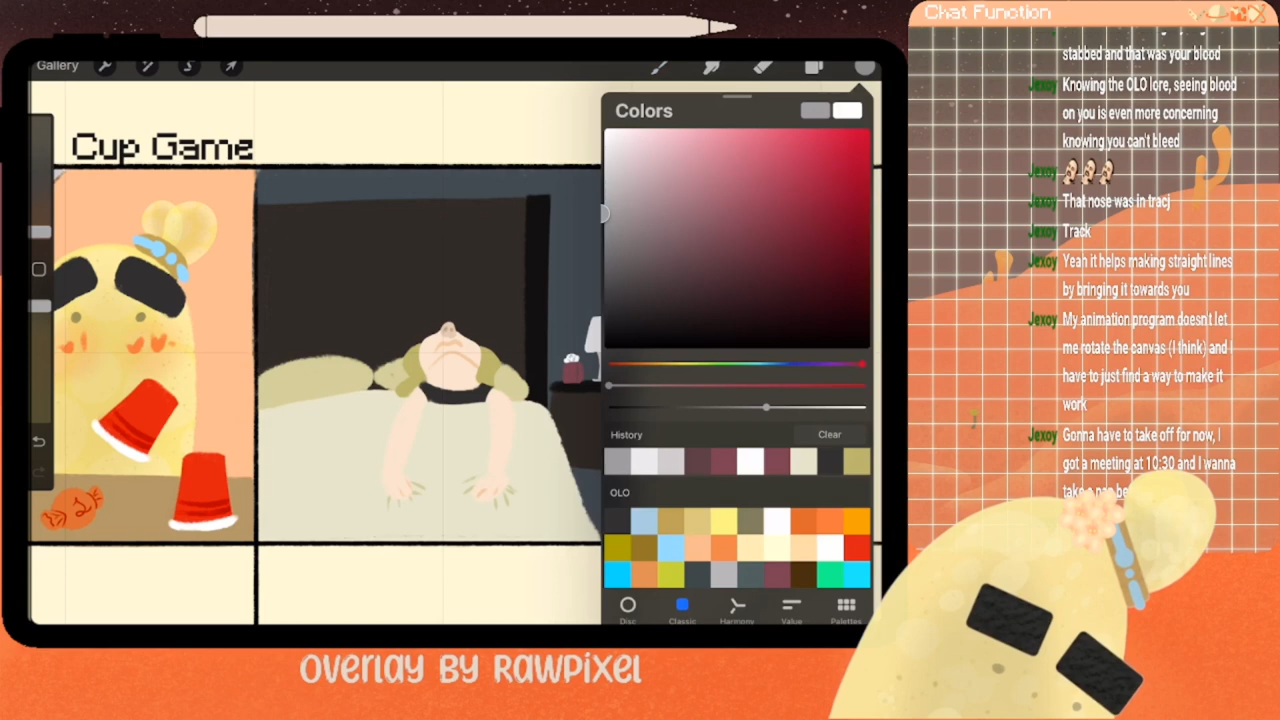 Chat Function
Gallery
Colors
Cup Game
History
Clear
OLO
Disc
Classic
Harmony
Value
Palettes
stabbed and that was your blood
Jexoy Knowing the OLO lore, seeing blood
on you is even more concerning
knowing you can't bleed
Jexoy
Jexoy That nose was in tracj
Jexoy Track
Jexoy Yeah it helps making straight lines
by bringing it towards you
Jexoy My animation program doesn't let
me rotate the canvas (I think) and I
have to just find a way to make it
work
Jexoy Gonna have to take off for now, I
got a meeting at 10:30 and I wanna
take a nap
OVERLAY BY RAWPIXEL